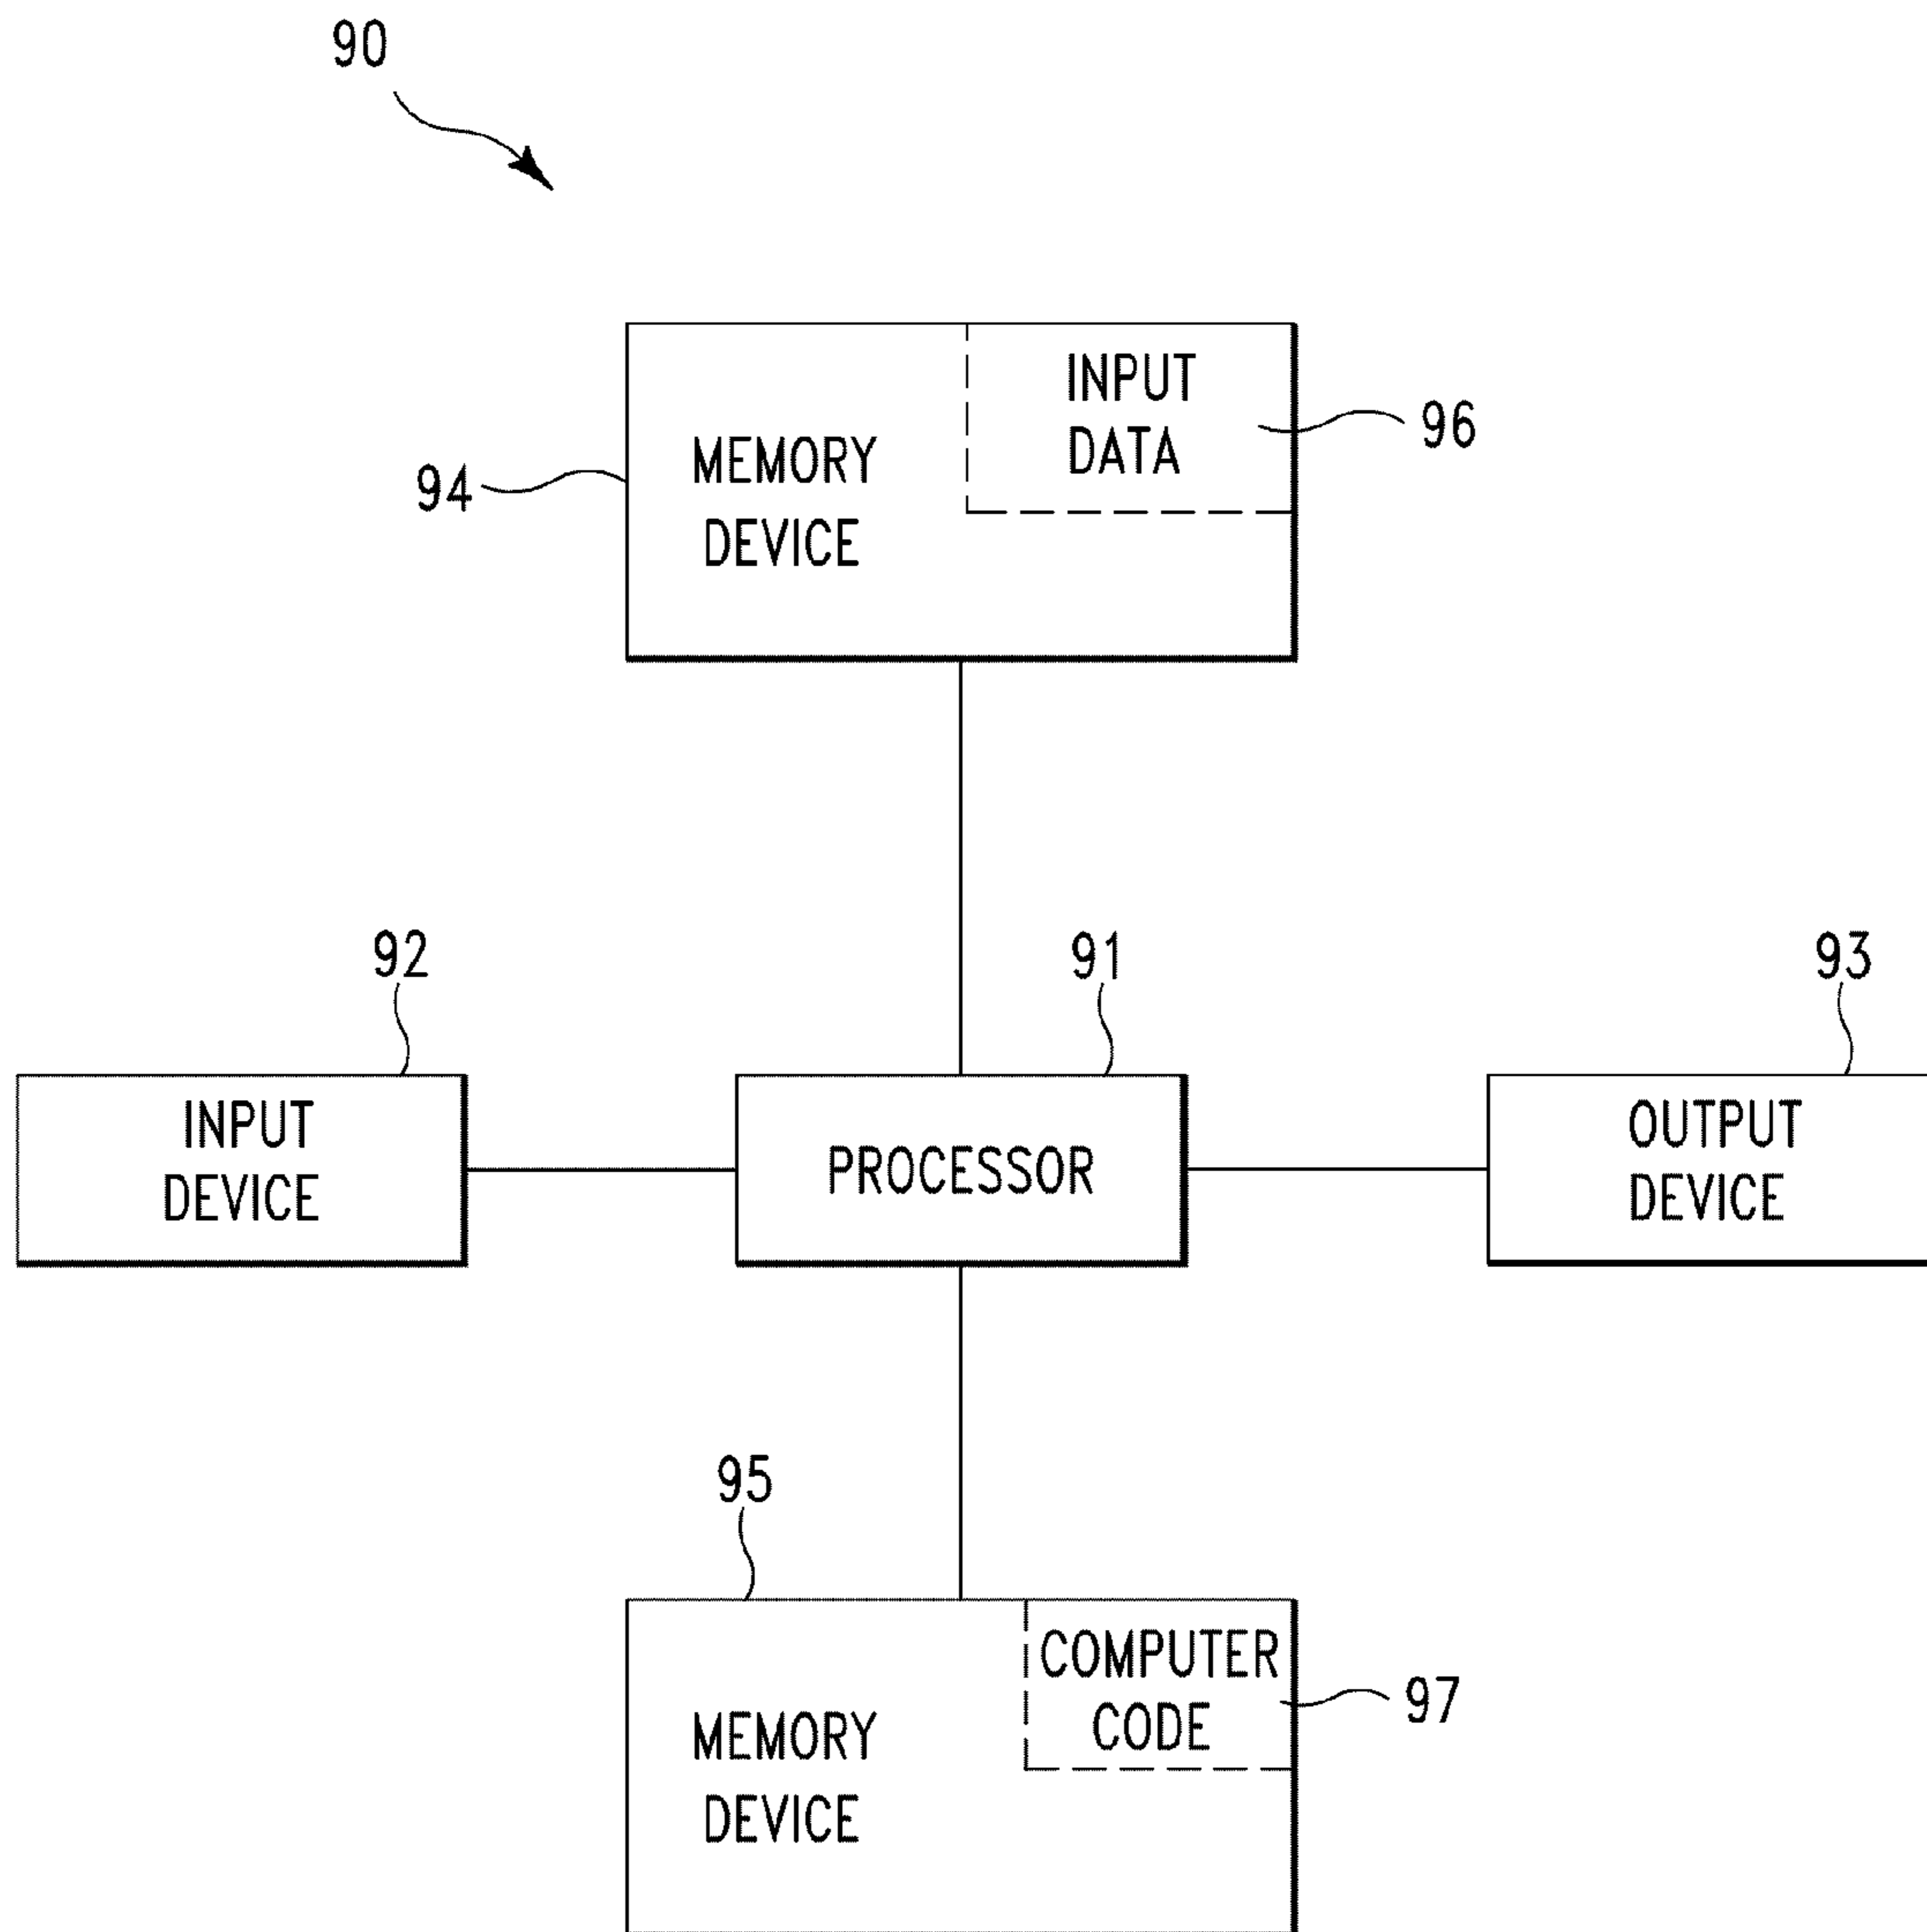 90
INPUT
DATA
96
MEMORY
DEVICE
94
92
91
93
INPUT
DEVICE
PROCESSOR
OUTPUT
DEVICE
95
COMPUTER
CODE
97
MEMORY
DEVICE